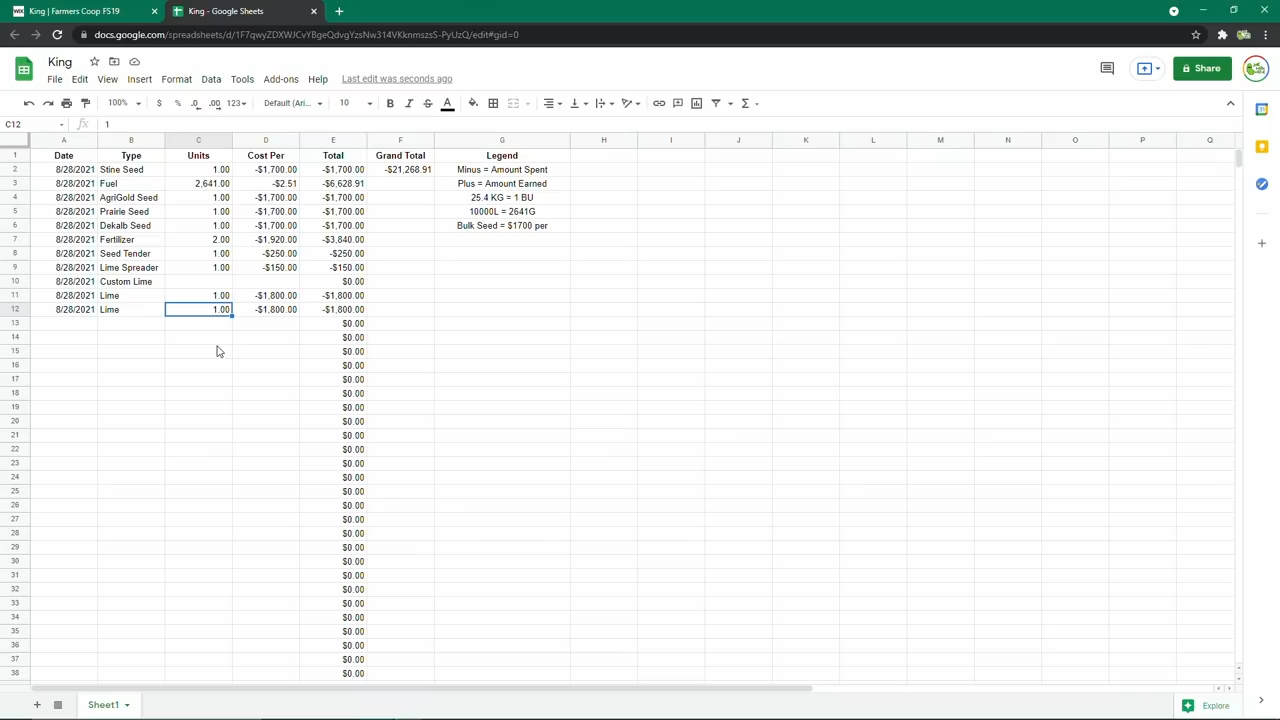 WIX King | Farmers Coop FS19 King - Google Sheets
docs.google.com/spreadsheets/d/1F7qwyZDXWJCvYBgeQdvgYzsNw314VKknmszsS-PyUzQ/edit#gid=0
King
File Edit View Insert Format Data Tools Add-ons Help Last edit was seconds ago
Share
100% $ % .0 .00 123 Default (Ari... 10 B I S A Σ
C12 fx 1
A B C D E F G H I J K L M N O P Q
1 Date Type Units Cost Per Total Grand Total Legend
2 8/28/2021 Stine Seed 1.00 -$1,700.00 -$1,700.00 -$21,268.91 Minus = Amount Spent
3 8/28/2021 Fuel 2,641.00 -$2.51 -$6,628.91 Plus = Amount Earned
4 8/28/2021 AgriGold Seed 1.00 -$1,700.00 -$1,700.00 25.4 KG = 1 BU
5 8/28/2021 Prairie Seed 1.00 -$1,700.00 -$1,700.00 10000L = 2641G
6 8/28/2021 Dekalb Seed 1.00 -$1,700.00 -$1,700.00 Bulk Seed = $1700 per
7 8/28/2021 Fertilizer 2.00 -$1,920.00 -$3,840.00
8 8/28/2021 Seed Tender 1.00 -$250.00 -$250.00
9 8/28/2021 Lime Spreader 1.00 -$150.00 -$150.00
10 8/28/2021 Custom Lime $0.00
11 8/28/2021 Lime 1.00 -$1,800.00 -$1,800.00
12 8/28/2021 Lime 1.00 -$1,800.00 -$1,800.00
13 $0.00
14 $0.00
15 $0.00
16 $0.00
17 $0.00
18 $0.00
19 $0.00
20 $0.00
21 $0.00
22 $0.00
23 $0.00
24 $0.00
25 $0.00
26 $0.00
27 $0.00
28 $0.00
29 $0.00
30 $0.00
31 $0.00
32 $0.00
33 $0.00
34 $0.00
35 $0.00
36 $0.00
37 $0.00
38 $0.00
Sheet1 Explore